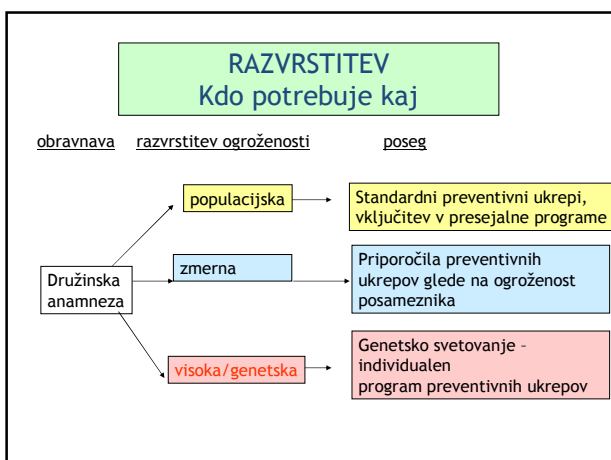 RAZVRSTITEV
Kdo potrebuje kaj
obravnava razvrstitev ogroženosti poseg
populacijska
Standardni preventivni ukrepi,
vključitev v presejalne programe
Družinska
anamneza
zmerna
Priporočila preventivnih
ukrepov glede na ogroženost
posameznika
visoka/genetska
Genetsko svetovanje –
individualen
program preventivnih ukrepov